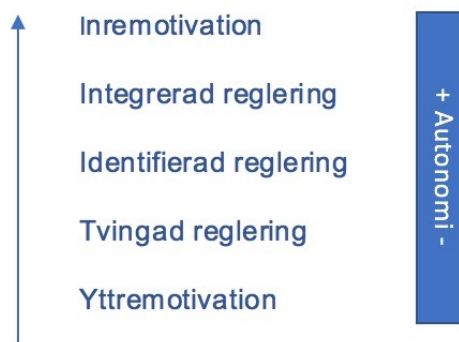 Inremotivation
Integrerad reglering
Identifierad reglering
Tvingad reglering
Yttremotivation
+ Autonomi -